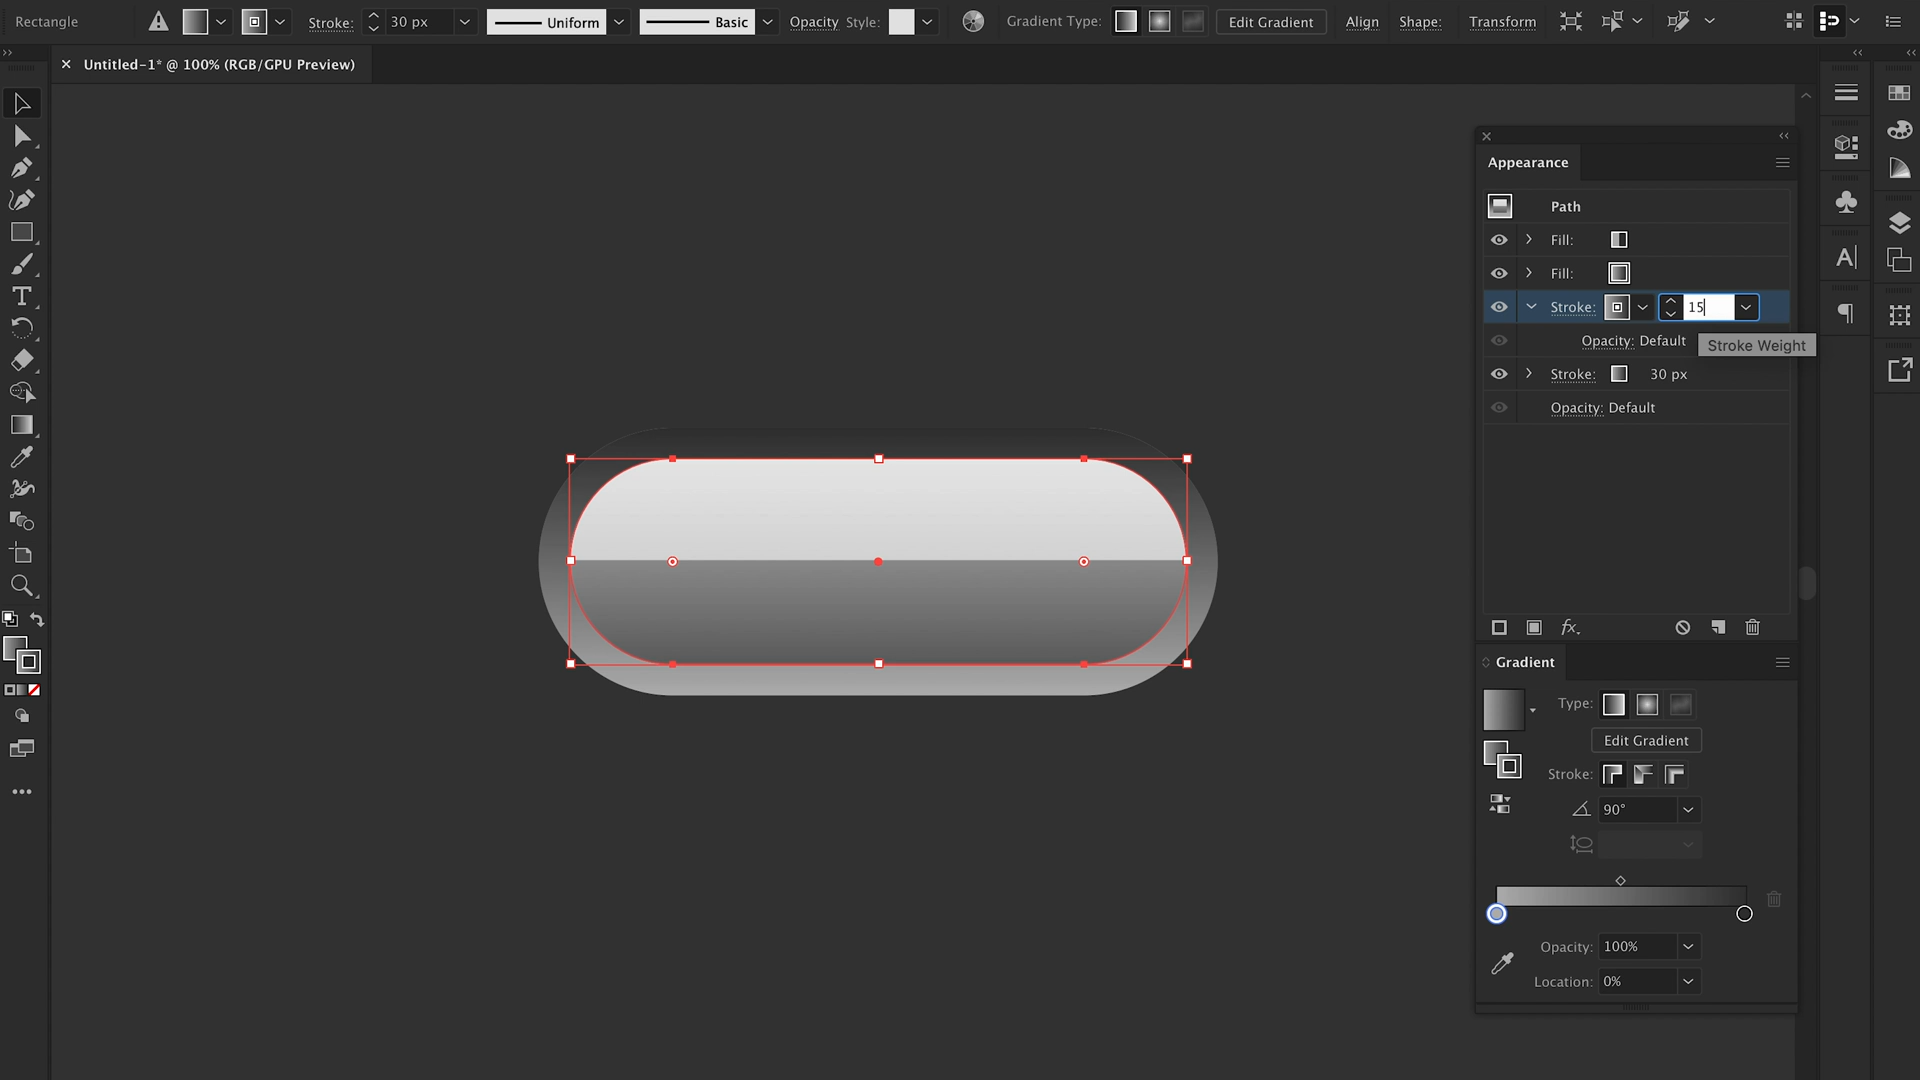 Rectangle
Stroke:
30 px
Uniform
Basic
Opacity
Style:
Gradient Type:
Edit Gradient
Align
Shape:
Transform
Untitled-1* @ 100% (RGB/GPU Preview)
Appearance
Path
Fill:
Fill:
Stroke:
15
Opacity: Default
Stroke Weight
Stroke:
30 px
Opacity: Default
fx
Gradient
Type:
Edit Gradient
Stroke:
90°
Opacity:
100%
Location:
0%